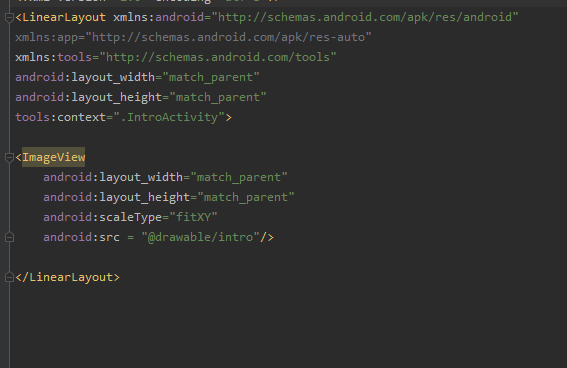 <LinearLayout xmlns:android="http://schemas.android.com/apk/res/android"
xmlns:app="http://schemas.android.com/apk/res-auto"
xmlns:tools="http://schemas.android.com/tools"
android:layout_width="match_parent"
android:layout_height="match_parent"
tools:context=".IntroActivity">
<ImageView
android:layout_width="match_parent"
android:layout_height="match_parent"
android:scaleType="fitXY"
android:src = "@drawable/intro"/>
</LinearLayout>